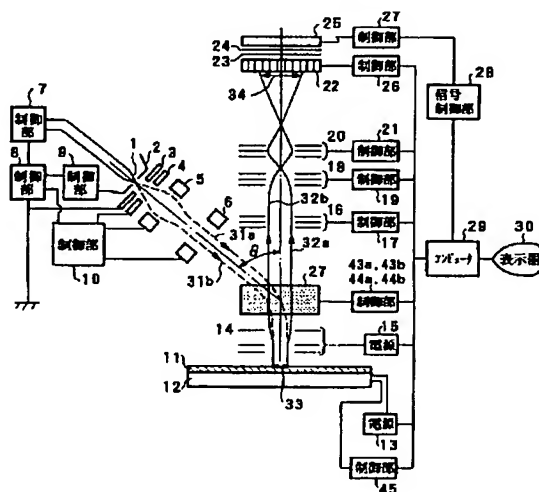 25
27
制御部
24
23
22
26
制御部
34
28
信号
制御部
7
制御部
1
2
3
4
5
6
8
制御部
9
制御部
10
制御部
20
21
制御部
18
19
制御部
32b
16
17
制御部
31a
θ
32a
31b
29
コンピュータ
30
表示部
27
43a,43b
44a,44b
制御部
14
15
電源
11
12
33
13
電源
制御部
45